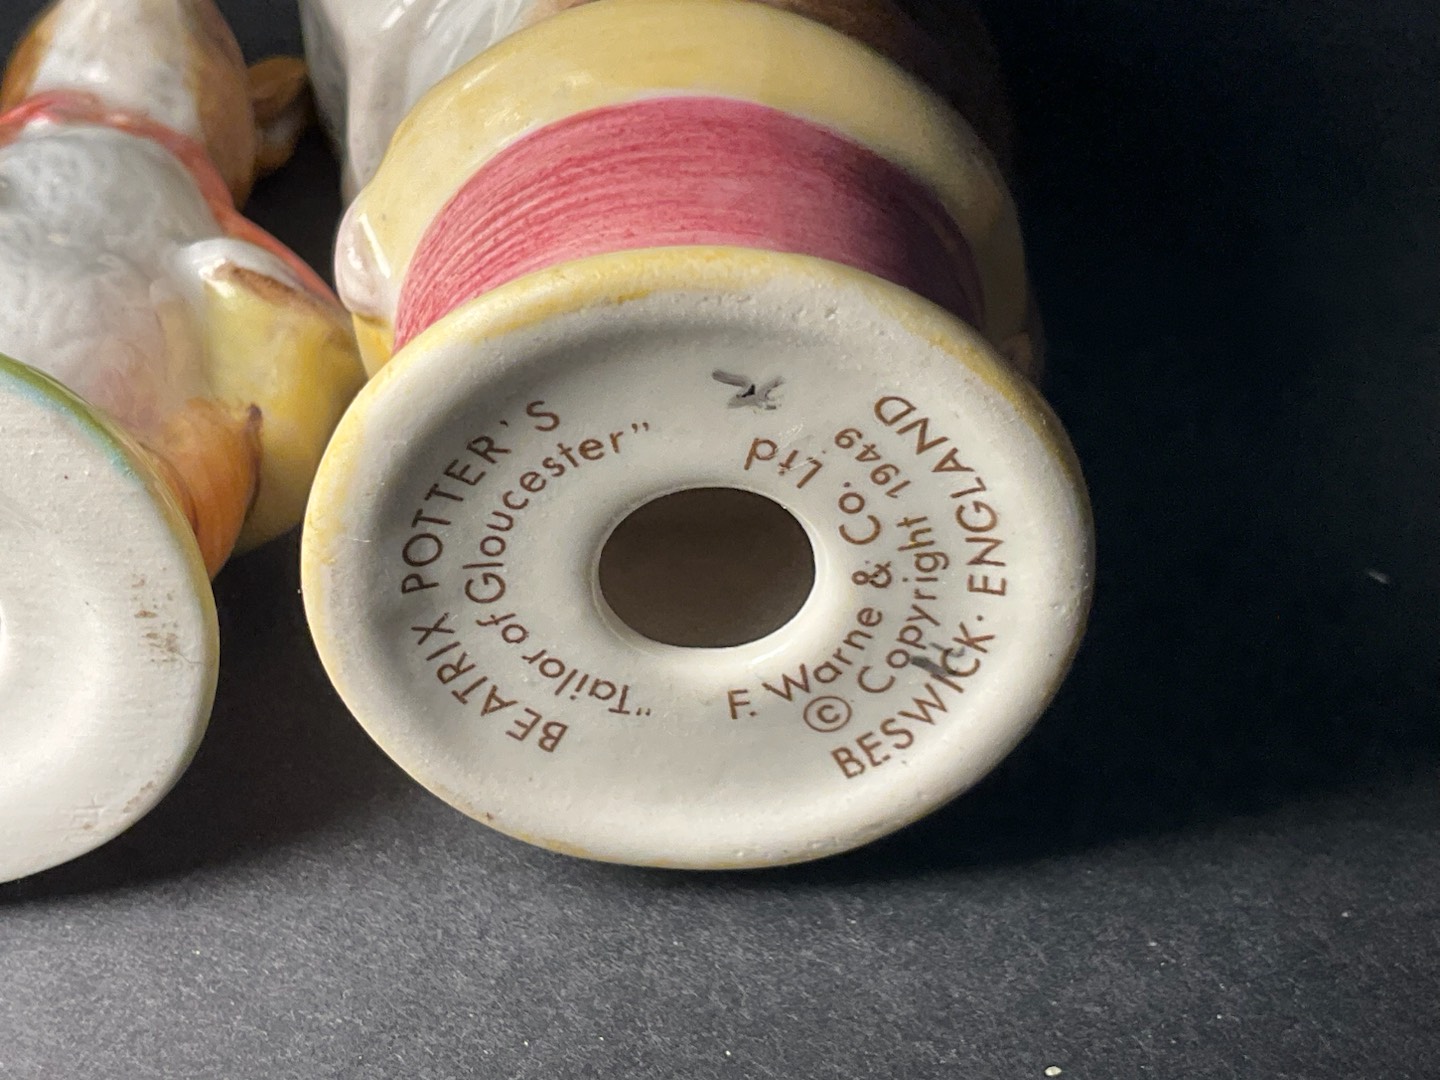 BEATRIX POTTER'S
"Tailor of Gloucester"
F. Warne & Co. Ltd
© Copyright 1949
BESWICK · ENGLAND